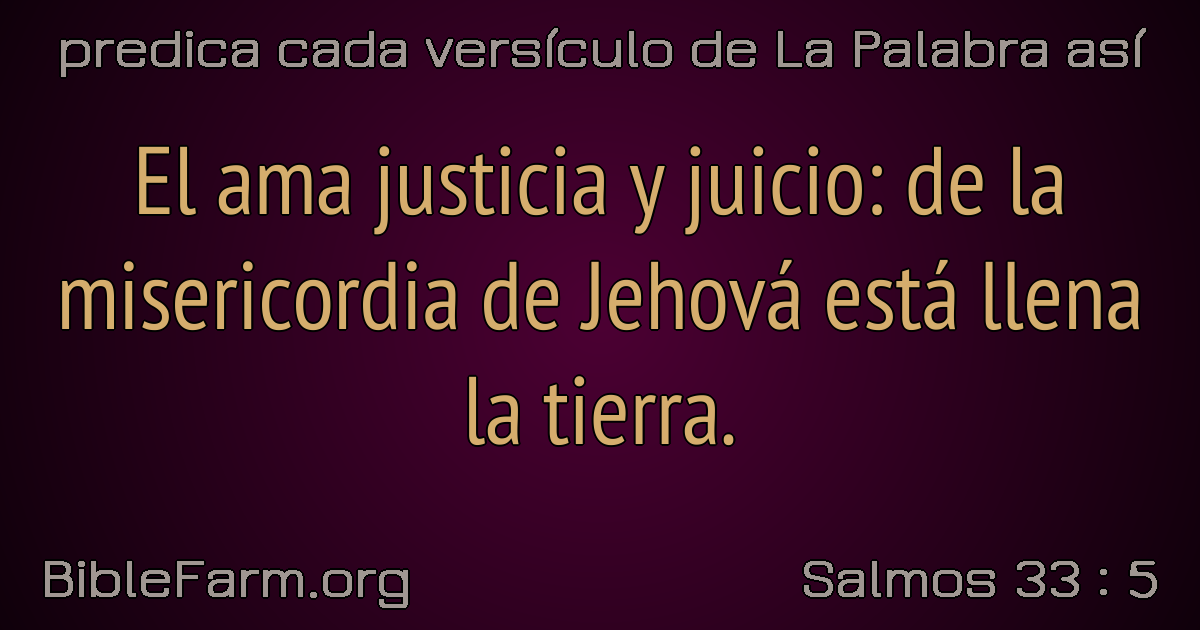 predica cada versículo de La Palabra así
El ama justicia y juicio: de la
misericordia de Jehová está llena
la tierra.
BibleFarm.org
Salmos 33 : 5